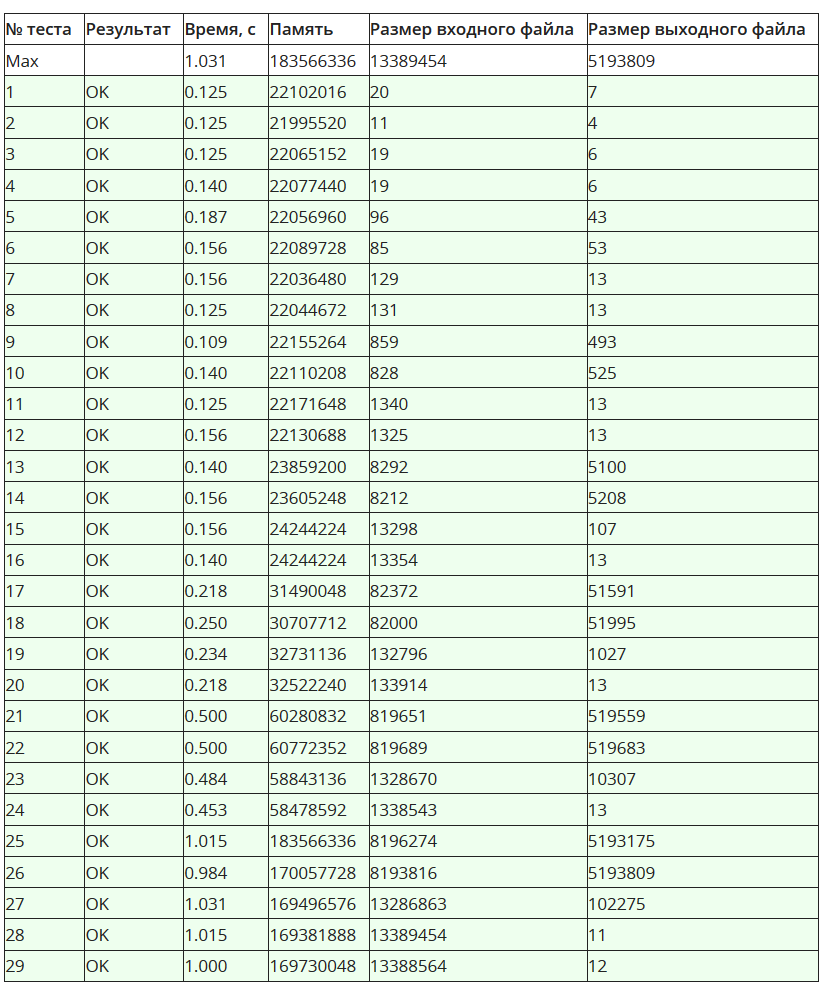 № теста Результат Время, с Память Размер входного файла Размер выходного файла
Max 1.031 183566336 13389454 5193809
1 OK 0.125 22102016 20 7
2 OK 0.125 21995520 11 4
3 OK 0.125 22065152 19 6
4 OK 0.140 22077440 19 6
5 OK 0.187 22056960 96 43
6 OK 0.156 22089728 85 53
7 OK 0.156 22036480 129 13
8 OK 0.125 22044672 131 13
9 OK 0.109 22155264 859 493
10 OK 0.140 22110208 828 525
11 OK 0.125 22171648 1340 13
12 OK 0.156 22130688 1325 13
13 OK 0.140 23859200 8292 5100
14 OK 0.156 23605248 8212 5208
15 OK 0.156 24244224 13298 107
16 OK 0.140 24244224 13354 13
17 OK 0.218 31490048 82372 51591
18 OK 0.250 30707712 82000 51995
19 OK 0.234 32731136 132796 1027
20 OK 0.218 32522240 133914 13
21 OK 0.500 60280832 819651 519559
22 OK 0.500 60772352 819689 519683
23 OK 0.484 58843136 1328670 10307
24 OK 0.453 58478592 1338543 13
25 OK 1.015 183566336 8196274 5193175
26 OK 0.984 170057728 8193816 5193809
27 OK 1.031 169496576 13286863 102275
28 OK 1.015 169381888 13389454 11
29 OK 1.000 169730048 13388564 12